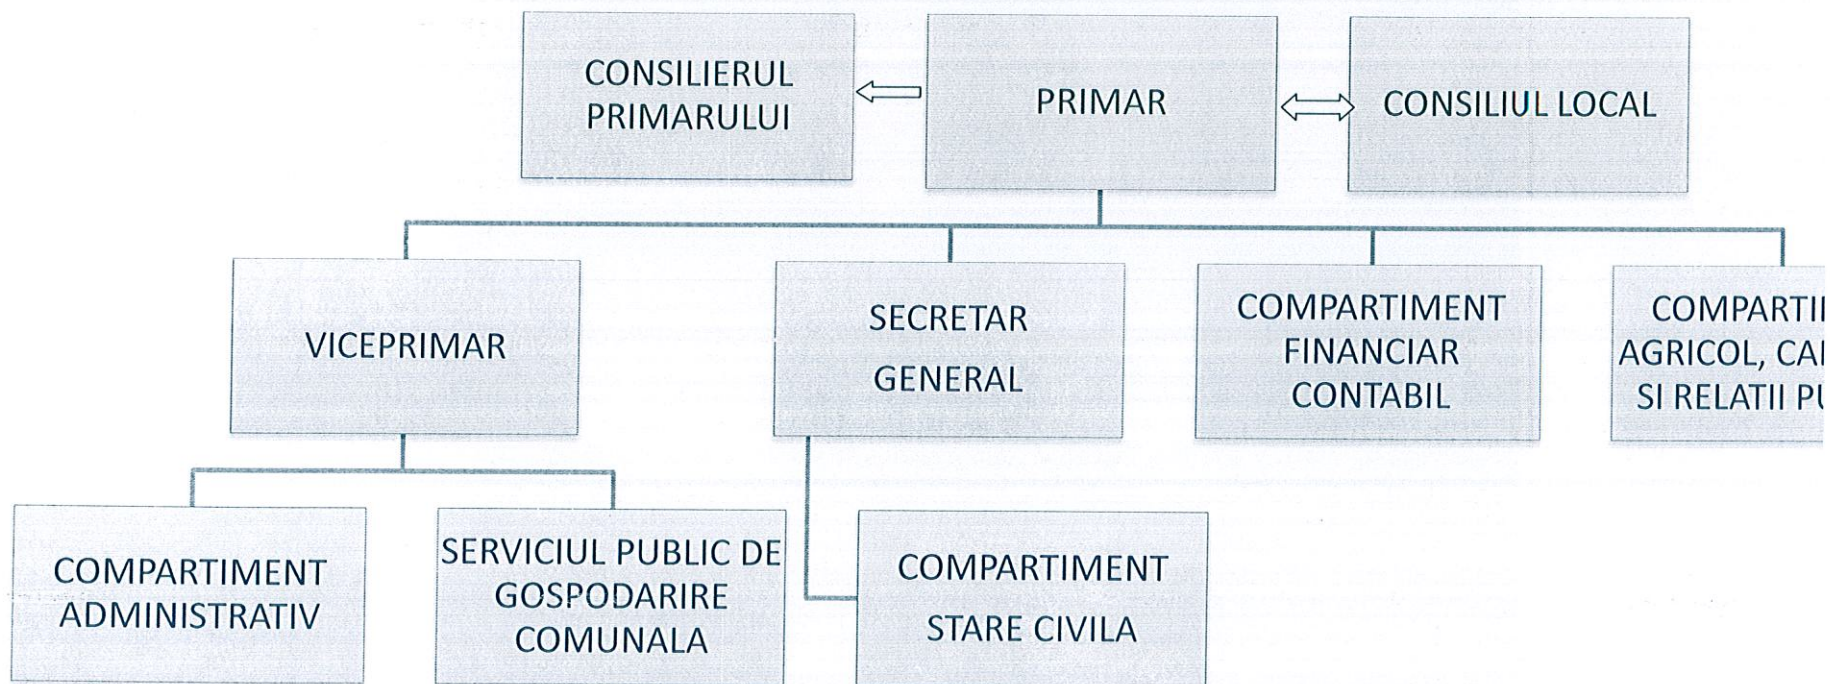 CONSILIERUL
PRIMARULUI
PRIMAR
CONSILIUL LOCAL
VICEPRIMAR
SECRETAR
GENERAL
COMPARTIMENT
FINANCIAR
CONTABIL
AGRICOL,
SI RELATII
COMPARTIMENT
ADMINISTRATIV
SERVICIUL PUBLIC DE
GOSPODARIRE
COMUNALA
COMPARTIMENT
STARE CIVILA